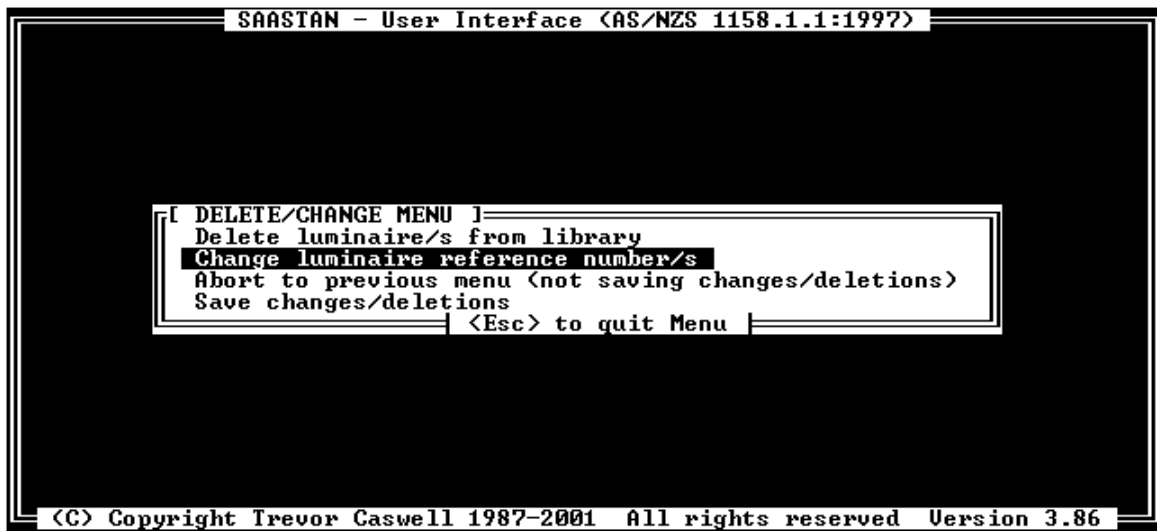 SAASTAN - User Interface (AS/NZS 1158.1.1:1997)
[ DELETE/CHANGE MENU ]
Delete luminaire/s from library
Change luminaire reference number/s
Abort to previous menu (not saving changes/deletions)
Save changes/deletions
<Esc> to quit Menu
(C) Copyright Trevor Caswell 1987-2001 All rights reserved Version 3.86